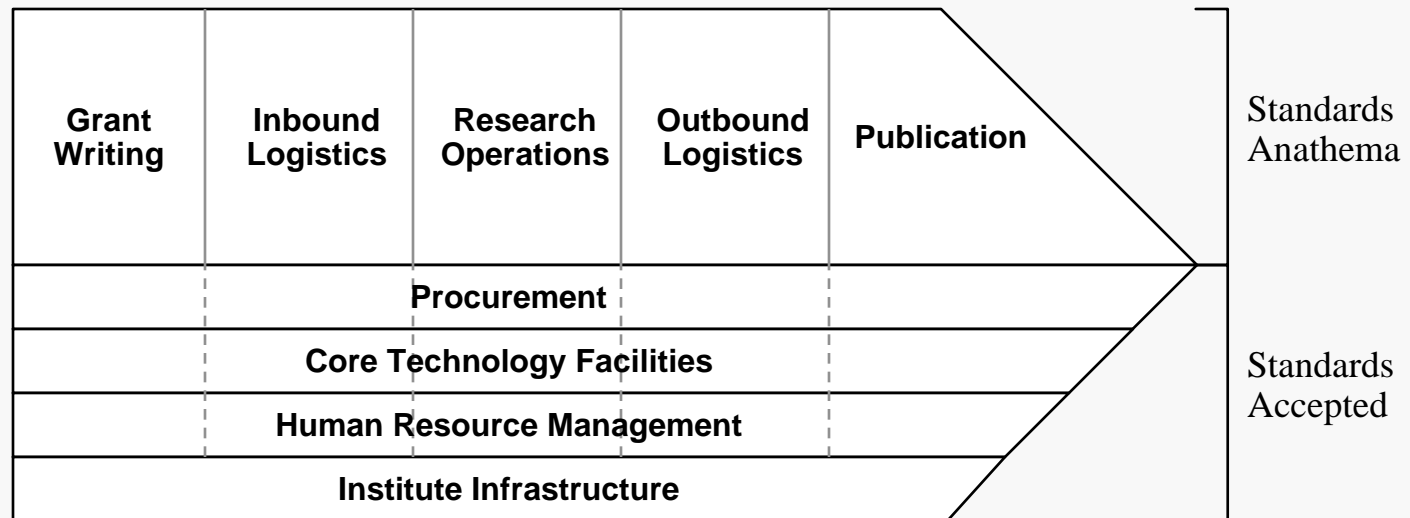 Grant
Writing
Inbound
Logistics
Research
Operations
Outbound
Logistics
Publication
Standards
Anathema
Procurement
Core Technology Facilities
Human Resource Management
Institute Infrastructure
Standards
Accepted